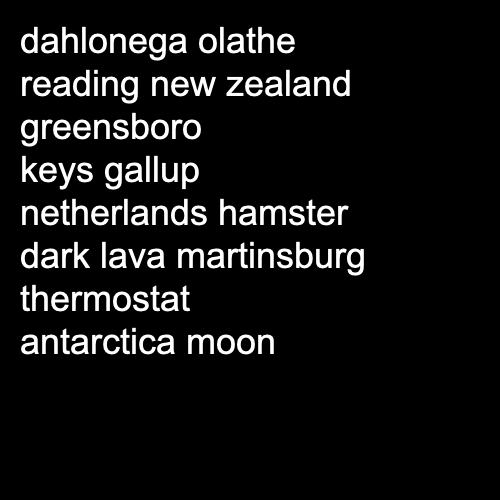 dahlonega olathe
reading new zealand
greensboro
keys gallup
netherlands hamster
dark lava martinsburg
thermostat
antarctica moon